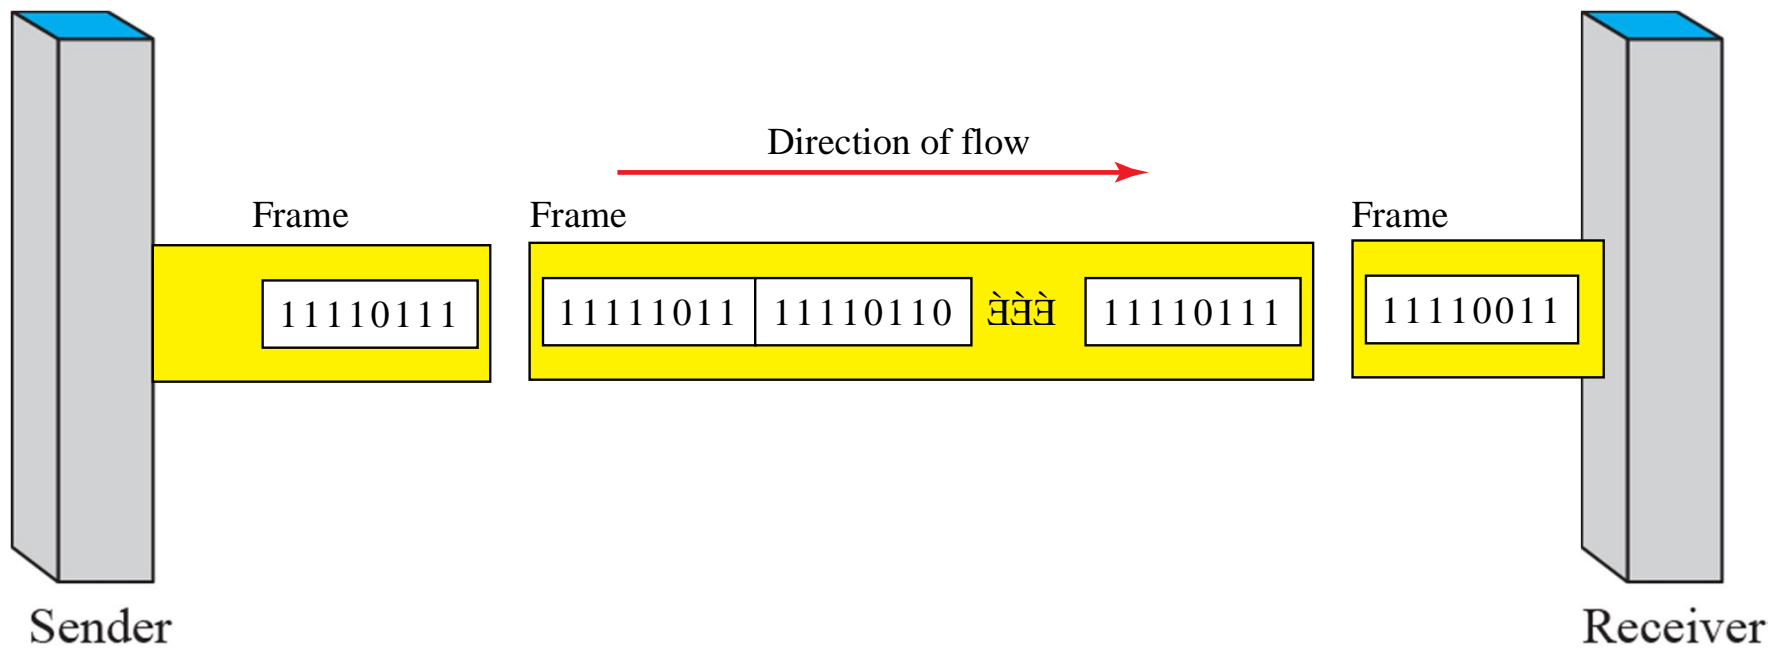 Direction of flow
Frame Frame Frame
11110111 11111011 11110110 Ǝ̀Ǝ̀Ǝ̀ 11110111 11110011
Sender Receiver